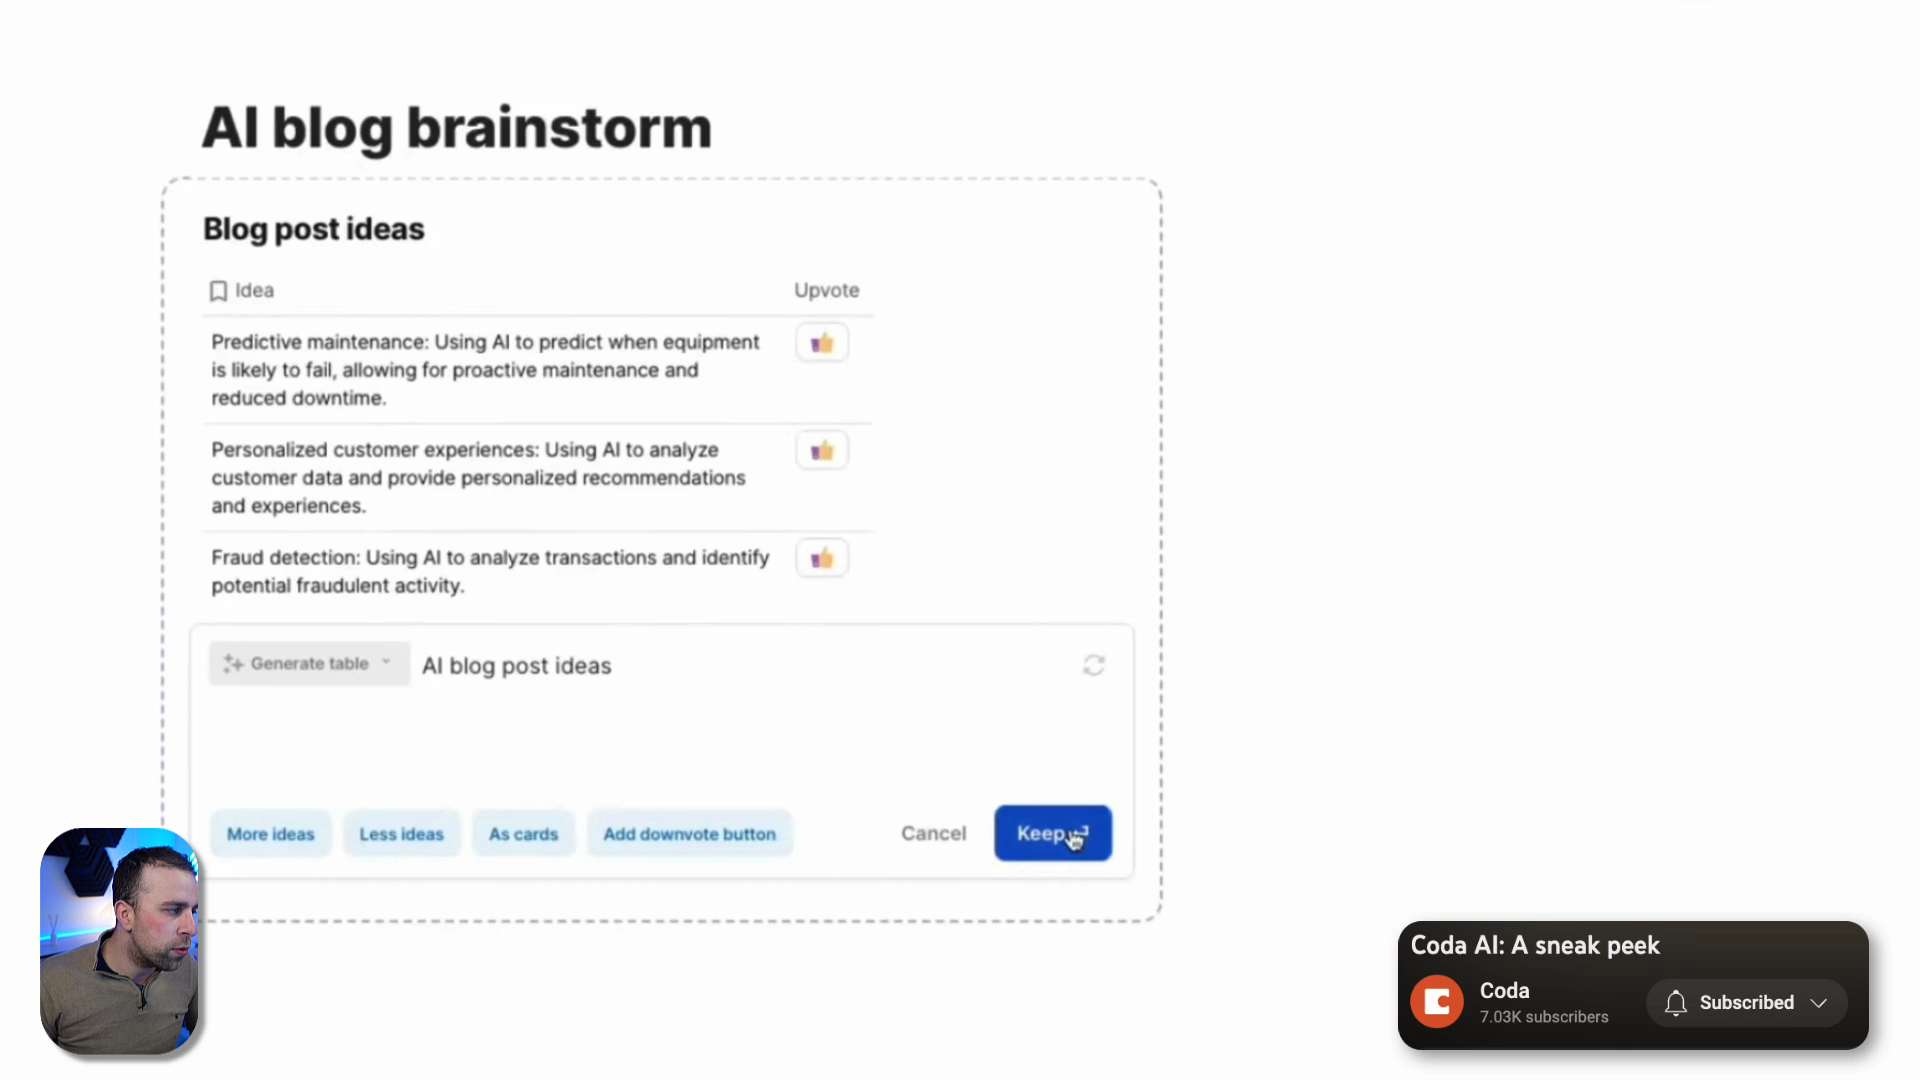 AI blog brainstorm
Blog post ideas
Idea Upvote
Predictive maintenance: Using AI to predict when equipment
is likely to fail, allowing for proactive maintenance and
reduced downtime.
Personalized customer experiences: Using AI to analyze
customer data and provide personalized recommendations
and experiences.
Fraud detection: Using AI to analyze transactions and identify
potential fraudulent activity.
Generate table AI blog post ideas
More ideas Less ideas As cards Add downvote button Cancel Keep
Coda AI: A sneak peek
Coda
7.03K subscribers
Subscribed